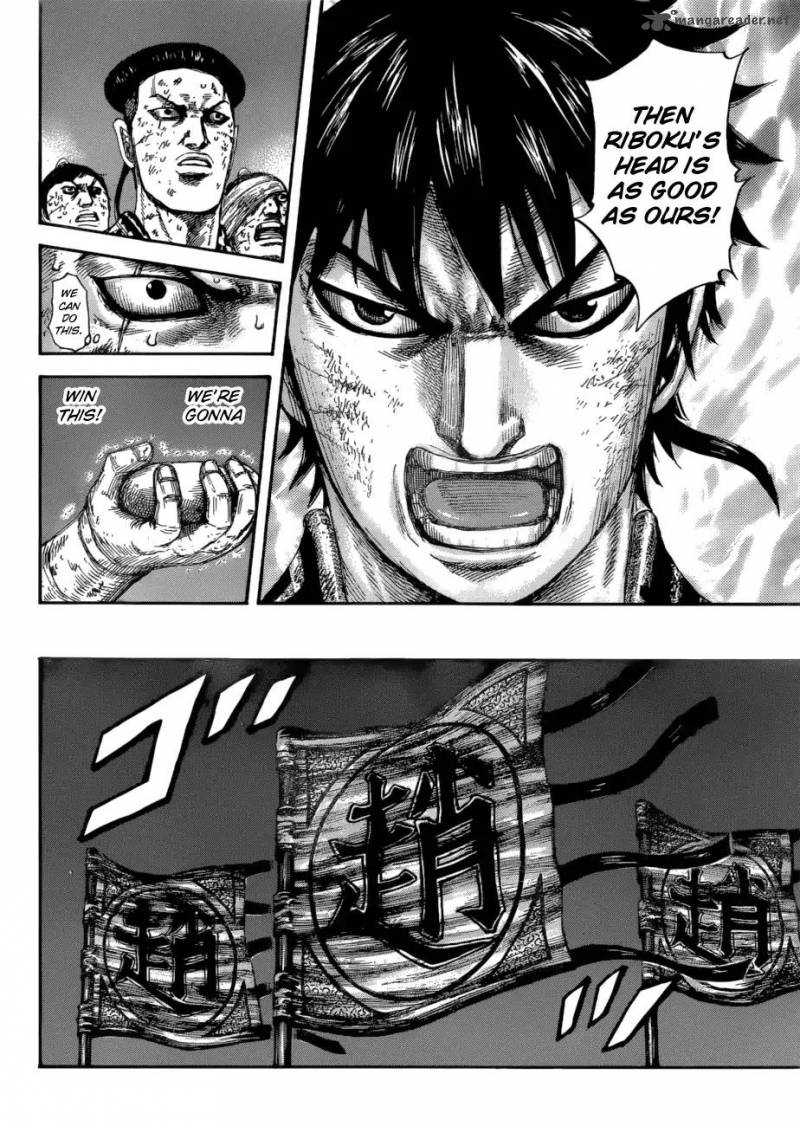 mangareader.net
THEN
RIBOKU'S
HEAD IS
AS GOOD
AS OURS!
WE
CAN
DO
THIS.
WE'RE
GONNA
WIN
THIS!
ゴゴ
趙
趙
趙